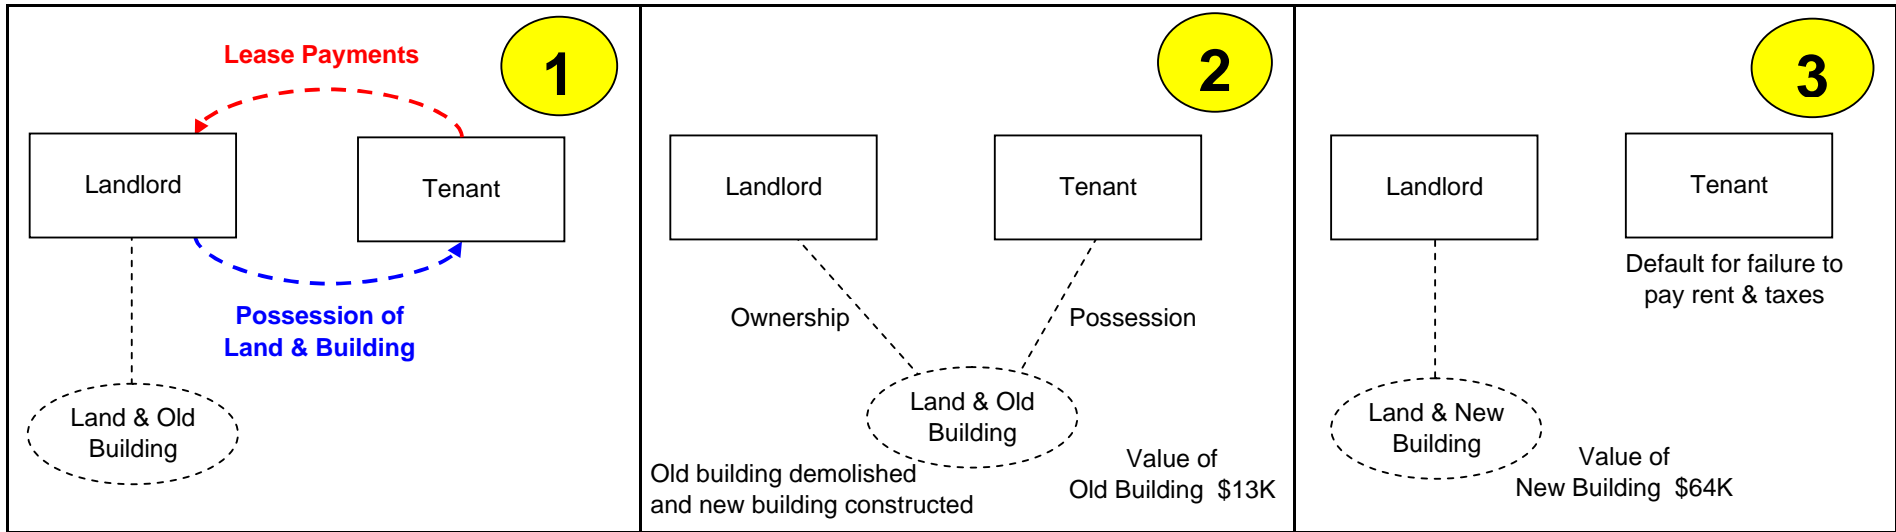 1
Lease Payments
Landlord
Tenant
Possession of
Land & Building
Land & Old
Building
2
Landlord
Tenant
Ownership
Possession
Land & Old
Building
Old building demolished
and new building constructed
Value of
Old Building $13K
3
Landlord
Tenant
Default for failure to
pay rent & taxes
Land & New
Building
Value of
New Building $64K